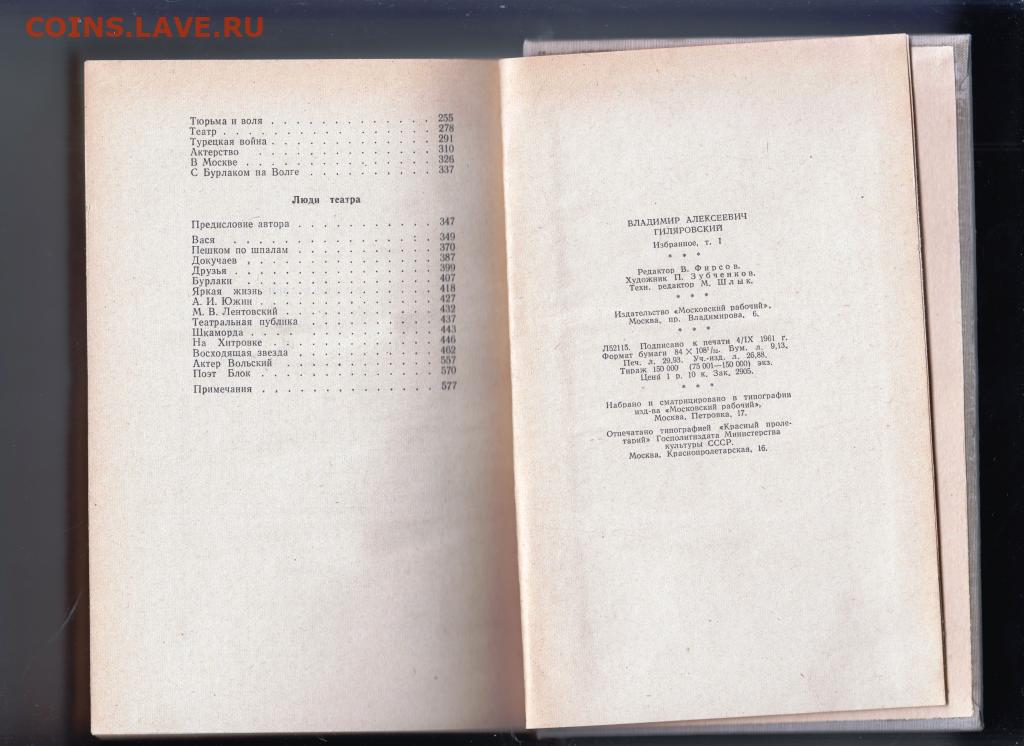 COINS.LAVE.RU
Тюрьма и воля . . . . . . . . . . . . . 255
Театр . . . . . . . . . . . . . . . 278
Турецкая война . . . . . . . . . . . . 291
Актерство . . . . . . . . . . . . . 310
В Москве . . . . . . . . . . . . . . 326
С Бурлаком на Волге . . . . . . . . . . 337
Люди театра
Предисловие автора . . . . . . . . . . . 347
Вася . . . . . . . . . . . . . . . 349
Пешком по шпалам . . . . . . . . . . . 370
Докучаев . . . . . . . . . . . . . . 387
Друзья . . . . . . . . . . . . . . . 399
Бурлаки . . . . . . . . . . . . . . 407
Яркая жизнь . . . . . . . . . . . . . 418
А. И. Южин . . . . . . . . . . . . . 427
М. В. Лентовский . . . . . . . . . . . 432
Театральная публика . . . . . . . . . . 437
Шкаморда . . . . . . . . . . . . . . 443
На Хитровке . . . . . . . . . . . . . 446
Восходящая звезда . . . . . . . . . . . 462
Актер Вольский . . . . . . . . . . . . 557
Поэт Блок . . . . . . . . . . . . . . 570
Примечания . . . . . . . . . . . . . 577
ВЛАДИМИР АЛЕКСЕЕВИЧ
ГИЛЯРОВСКИЙ
Избранное, т. I
* * *
Редактор В. Фирсов.
Художник П. Зубченков.
Техн. редактор М. Шлык.
* * *
Издательство «Московский рабочий»,
Москва, пр. Владимирова, 6.
* * *
Л52115. Подписано к печати 4/IX 1961 г.
Формат бумаги 84 × 108¹/₃₂. Бум. л. 9,13.
Печ. л. 29,93. Уч.-изд. л. 26,88.
Тираж 150 000 (75 001—150 000) экз.
Цена 1 р. 10 к. Зак. 2905.
* * *
Набрано и сматрицировано в типографии
изд-ва «Московский рабочий»,
Москва, Петровка, 17.
Отпечатано типографией «Красный проле-
тарий» Госполитиздата Министерства
культуры СССР.
Москва, Краснопролетарская, 16.